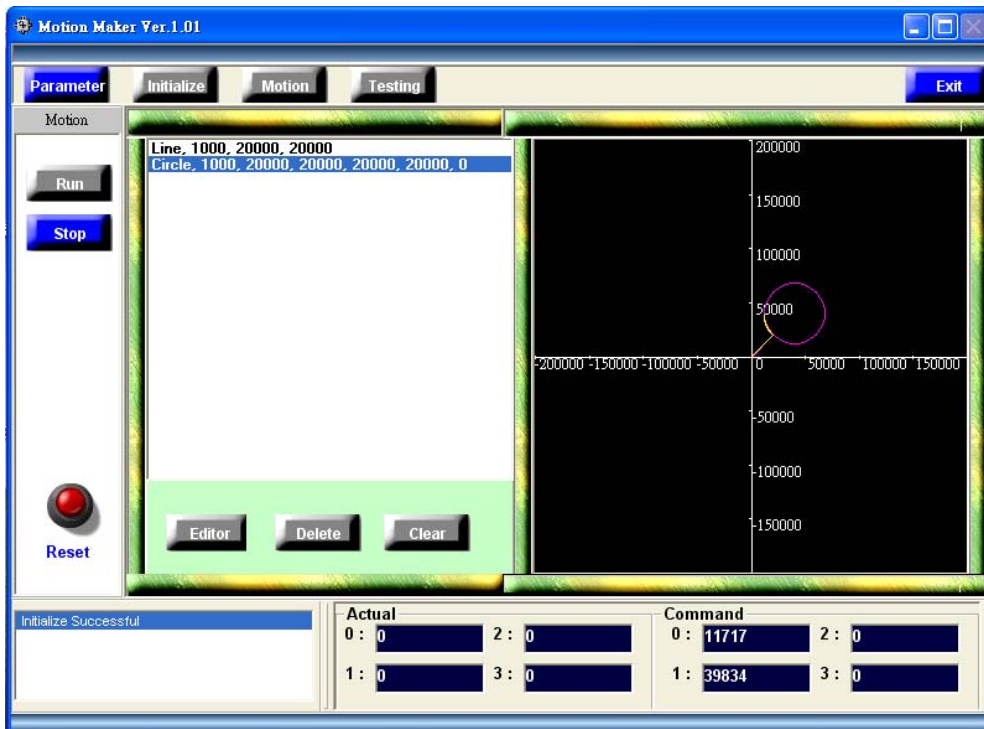 Motion Maker Ver.1.01
Parameter Initialize Motion Testing Exit
Motion
Run
Stop
Reset
Line, 1000, 20000, 20000
Circle, 1000, 20000, 20000, 20000, 20000, 0
Editor Delete Clear
200000
150000
100000
50000
-200000 -150000 -100000 -50000 0 50000 100000 150000
-50000
-100000
-150000
Initialize Successful
Actual
0 : 0 2 : 0
1 : 0 3 : 0
Command
0 : 11717 2 : 0
1 : 39834 3 : 0